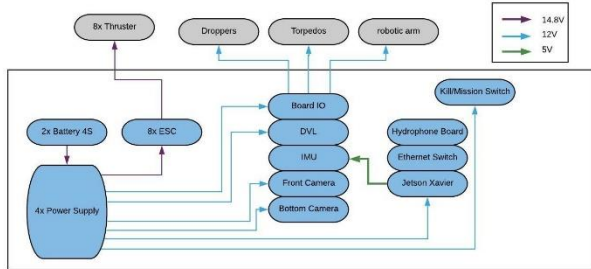 8x Thruster
Droppers
Torpedos
robotic arm
14.8V
12V
5V
Kill/Mission Switch
Board IO
2x Battery 4S
8x ESC
DVL
Hydrophone Board
IMU
Ethernet Switch
Front Camera
Jetson Xavier
4x Power Supply
Bottom Camera